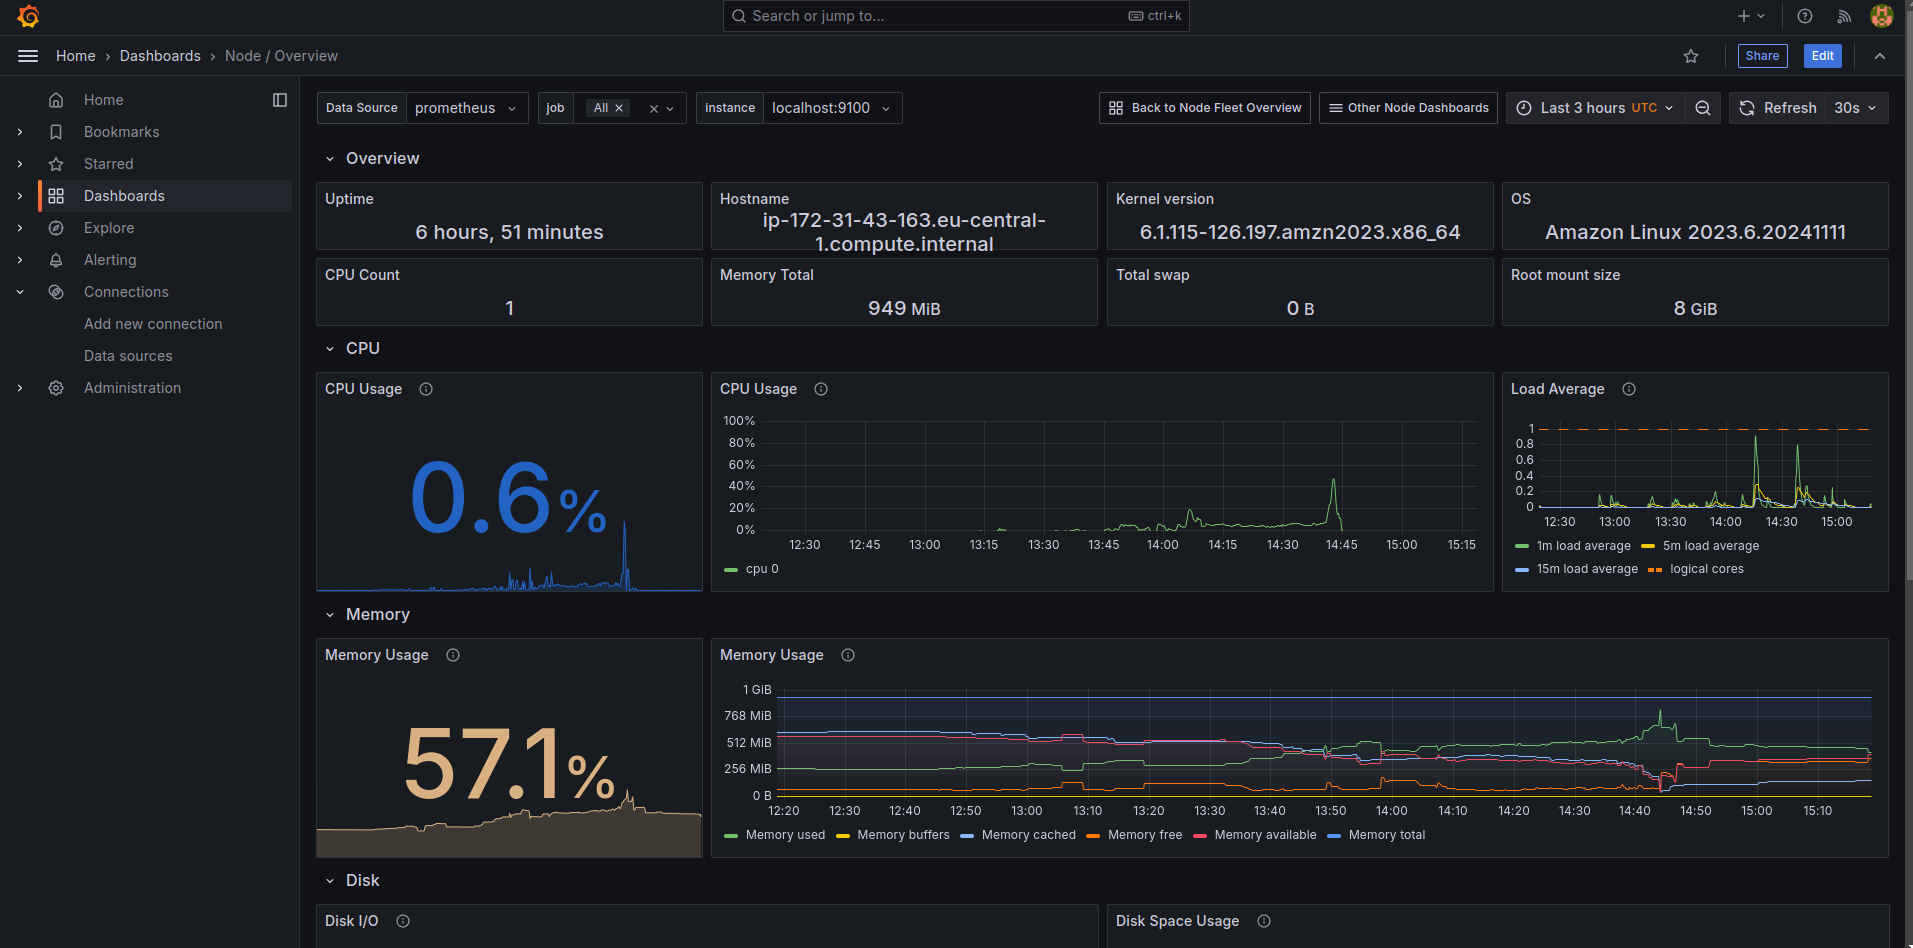 Search or jump to...
ctrl+k
Home › Dashboards › Node / Overview
Share
Edit
Home
Bookmarks
Starred
Dashboards
Explore
Alerting
Connections
Add new connection
Data sources
Administration
Data Source prometheus
job All
instance localhost:9100
Back to Node Fleet Overview
Other Node Dashboards
Last 3 hours UTC
Refresh 30s
Overview
Uptime
6 hours, 51 minutes
Hostname
ip-172-31-43-163.eu-central-
1.compute.internal
Kernel version
6.1.115-126.197.amzn2023.x86_64
OS
Amazon Linux 2023.6.20241111
CPU Count
1
Memory Total
949 MiB
Total swap
0 B
Root mount size
8 GiB
CPU
CPU Usage
0.6%
CPU Usage
100%
80%
60%
40%
20%
0%
12:30 12:45 13:00 13:15 13:30 13:45 14:00 14:15 14:30 14:45 15:00 15:15
cpu 0
Load Average
1
0.8
0.6
0.4
0.2
0
12:30 13:00 13:30 14:00 14:30 15:00
1m load average 5m load average
15m load average logical cores
Memory
Memory Usage
57.1%
Memory Usage
1 GiB
768 MiB
512 MiB
256 MiB
0 B
12:20 12:30 12:40 12:50 13:00 13:10 13:20 13:30 13:40 13:50 14:00 14:10 14:20 14:30 14:40 14:50 15:00 15:10
Memory used Memory buffers Memory cached Memory free Memory available Memory total
Disk
Disk I/O
Disk Space Usage